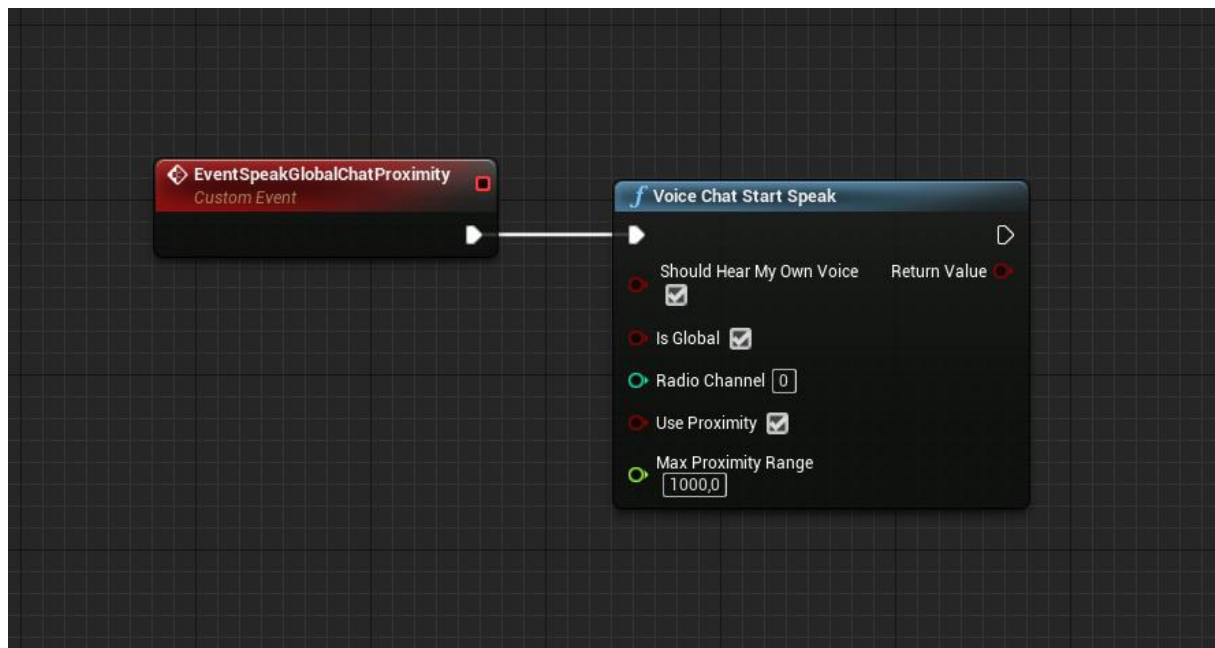 EventSpeakGlobalChatProximity
Custom Event
f Voice Chat Start Speak
Should Hear My Own Voice Return Value
Is Global
Radio Channel 0
Use Proximity
Max Proximity Range
1000,0